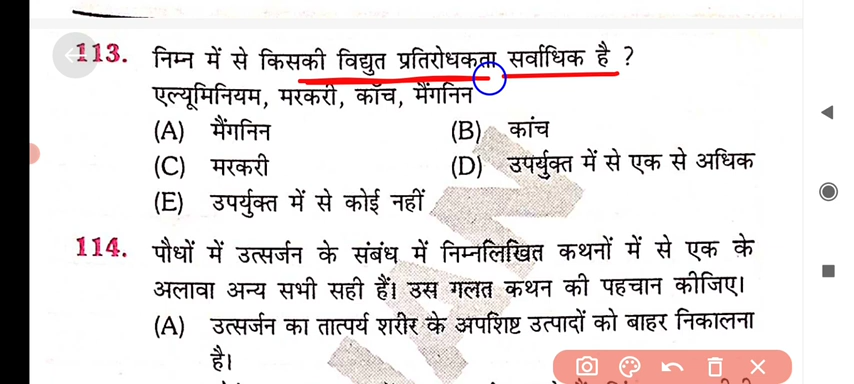 113. निम्न में से किसकी विद्युत प्रतिरोधकता सर्वाधिक है ?
एल्यूमिनियम, मरकरी, कॉच, मैंगनिन
(A) मैंगनिन (B) कांच
(C) मरकरी (D) उपर्युक्त में से एक से अधिक
(E) उपर्युक्त में से कोई नहीं
114. पौधों में उत्सर्जन के संबंध में निम्नलिखित कथनों में से एक के
अलावा अन्य सभी सही हैं। उस गलत कथन की पहचान कीजिए।
(A) उत्सर्जन का तात्पर्य शरीर के अपशिष्ट उत्पादों को बाहर निकालना
है।